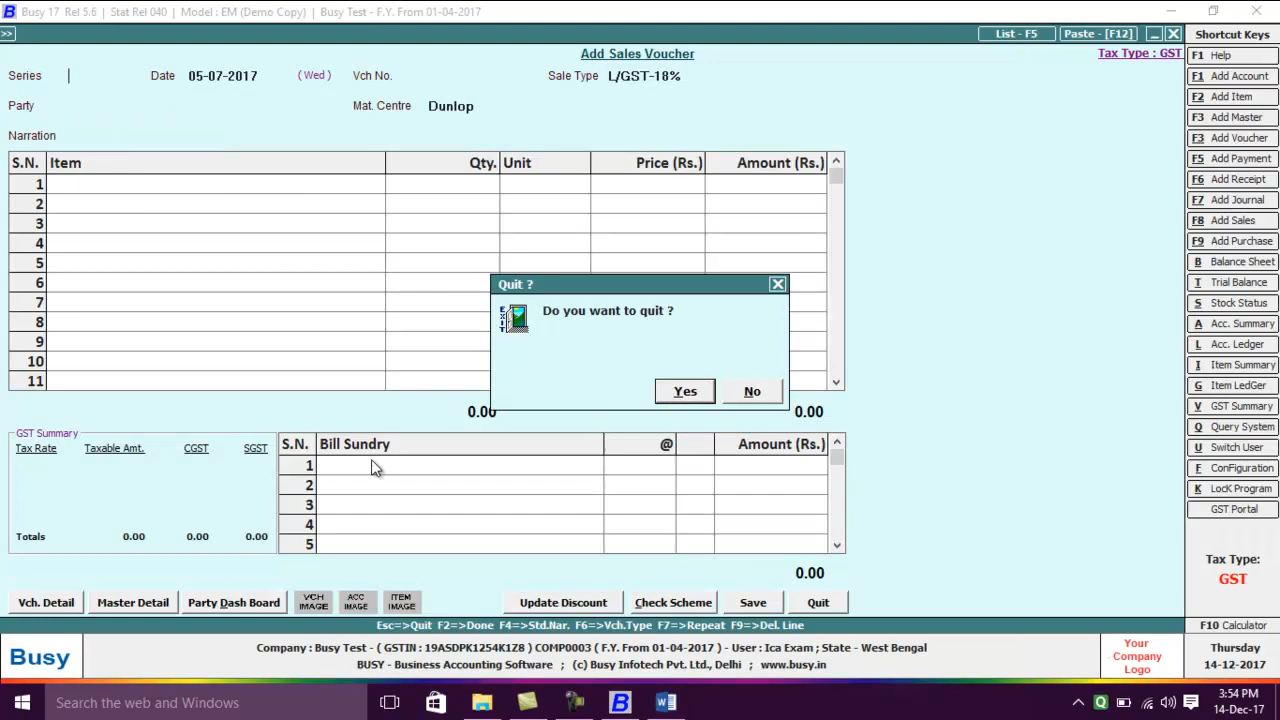 Busy 17 Rel 5.6 | Stat Rel 040 | Model : EM (Demo Copy) | Busy Test - F.Y. From 01-04-2017
>> List - F5 Paste - [F12] Shortcut Keys
Add Sales Voucher Tax Type : GST
Series Date 05-07-2017 ( Wed ) Vch No. Sale Type L/GST-18%
Party Mat. Centre Dunlop
Narration
S.N. Item Qty. Unit Price (Rs.) Amount (Rs.)
1
2
3
4
5
6
7
8
9
10
11
Quit ?
EXIT
Do you want to quit ?
Yes No
0.00 0.00
GST Summary
Tax Rate Taxable Amt. CGST SGST
Totals 0.00 0.00 0.00
S.N. Bill Sundry @ Amount (Rs.)
1
2
3
4
5
0.00
Vch. Detail Master Detail Party Dash Board VCH IMAGE ACC IMAGE ITEM IMAGE Update Discount Check Scheme Save Quit
Esc=>Quit F2=>Done F4=>Std.Nar. F6=>Vch.Type F7=>Repeat F9=>Del. Line
F1 Help
F1 Add Account
F2 Add Item
F3 Add Master
F3 Add Voucher
F5 Add Payment
F6 Add Receipt
F7 Add Journal
F8 Add Sales
F9 Add Purchase
B Balance Sheet
T Trial Balance
S Stock Status
A Acc. Summary
L Acc. Ledger
I Item Summary
G Item LedGer
V GST Summary
Q Query System
U Switch User
F ConFiguration
K LocK Program
GST Portal
Tax Type:
GST
F10 Calculator
Busy
Company : Busy Test - ( GSTIN : 19ASDPK1254K1Z8 ) COMP0003 ( F.Y. From 01-04-2017 ) - User : Ica Exam ; State - West Bengal
BUSY - Business Accounting Software ; (c) Busy Infotech Pvt. Ltd., Delhi ; www.busy.in
Your
Company
Logo
Thursday
14-12-2017
Search the web and Windows
3:54 PM
14-Dec-17